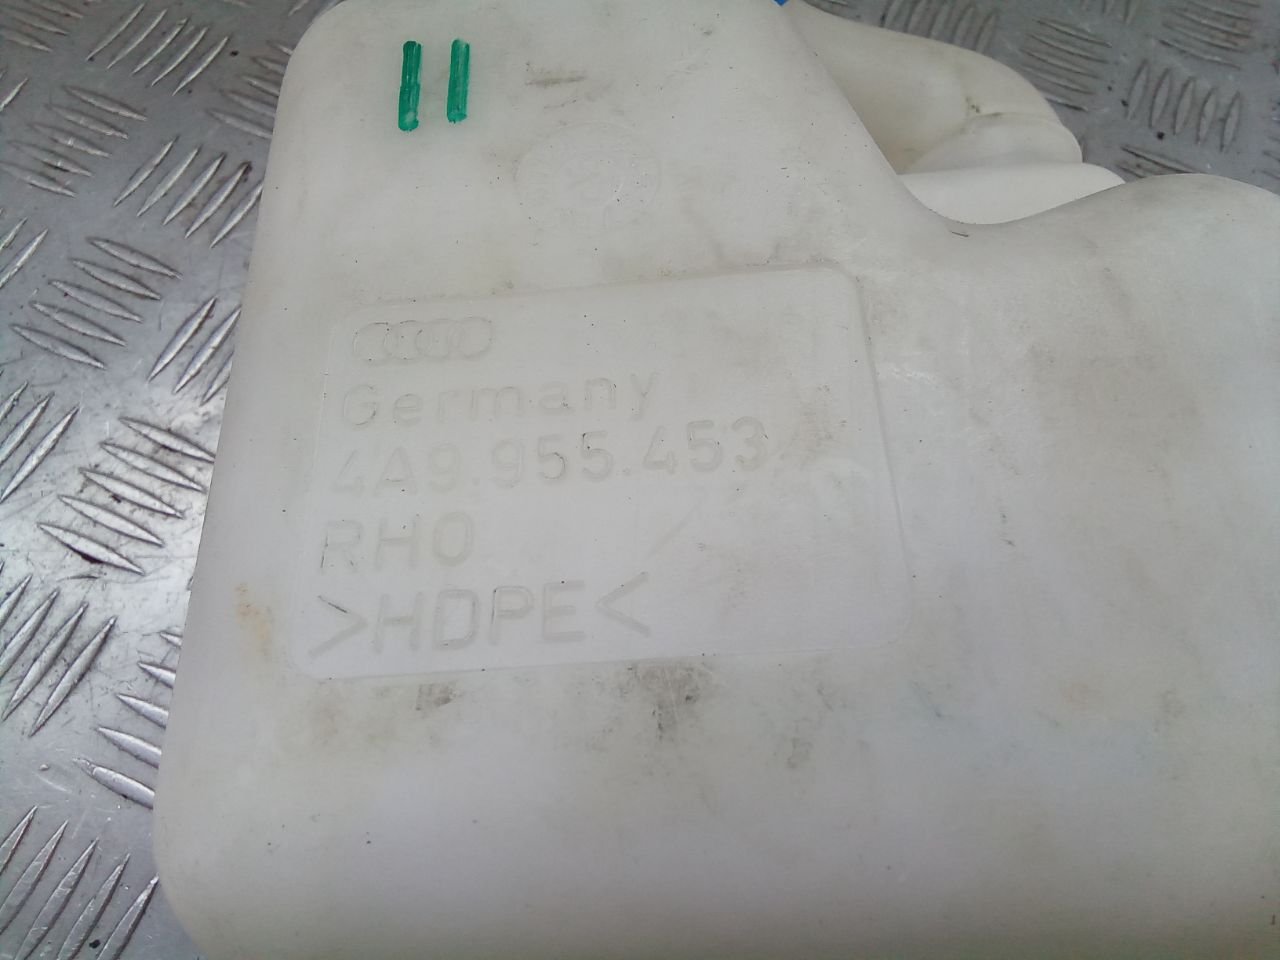 Germany
4A9.955.453
RHO
>HDPE<